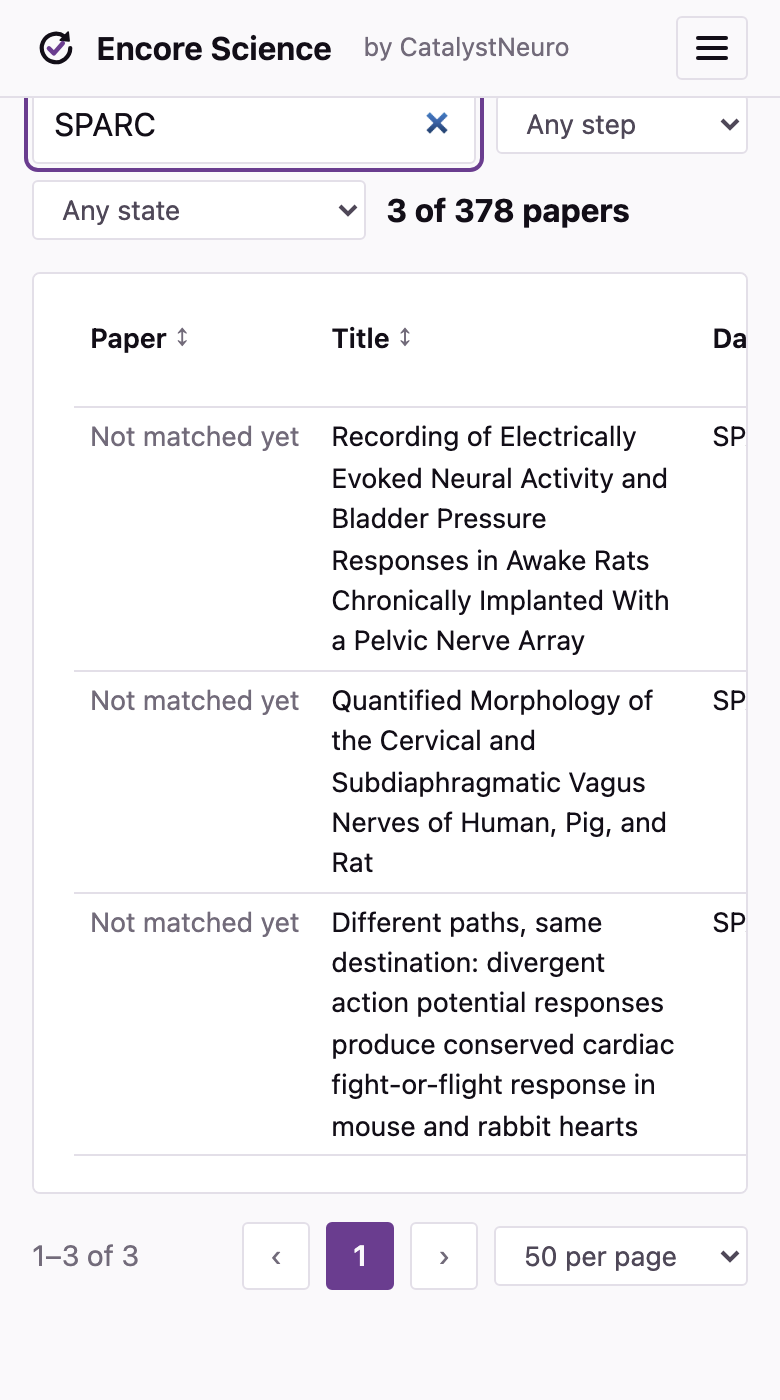 Encore Science by CatalystNeuro
SPARC
Any step
Any state
3 of 378 papers
Paper Title Da
Not matched yet
Recording of Electrically
Evoked Neural Activity and
Bladder Pressure
Responses in Awake Rats
Chronically Implanted With
a Pelvic Nerve Array
SP
Not matched yet
Quantified Morphology of
the Cervical and
Subdiaphragmatic Vagus
Nerves of Human, Pig, and
Rat
SP
Not matched yet
Different paths, same
destination: divergent
action potential responses
produce conserved cardiac
fight-or-flight response in
mouse and rabbit hearts
SP
1–3 of 3
‹ 1 ›
50 per page